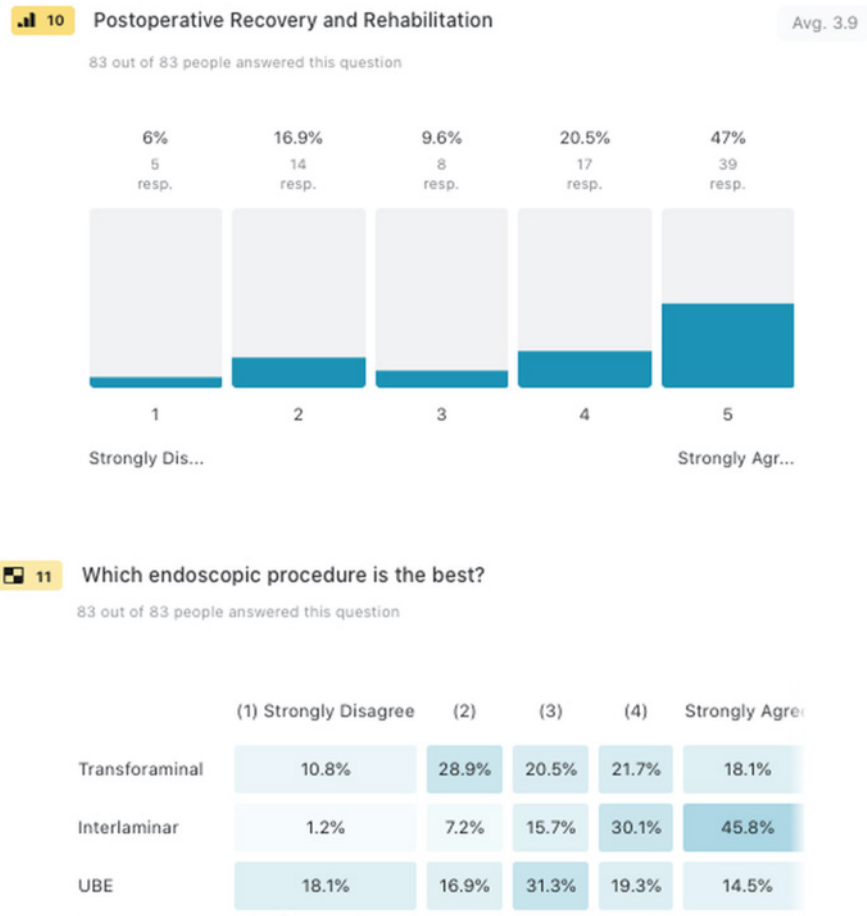 10 Postoperative Recovery and Rehabilitation Avg. 3.9
83 out of 83 people answered this question
6% 16.9% 9.6% 20.5% 47%
5 14 8 17 39
resp. resp. resp. resp. resp.
1 2 3 4 5
Strongly Dis... Strongly Agr...
11 Which endoscopic procedure is the best?
83 out of 83 people answered this question
(1) Strongly Disagree (2) (3) (4) Strongly Agree
Transforaminal 10.8% 28.9% 20.5% 21.7% 18.1%
Interlaminar 1.2% 7.2% 15.7% 30.1% 45.8%
UBE 18.1% 16.9% 31.3% 19.3% 14.5%